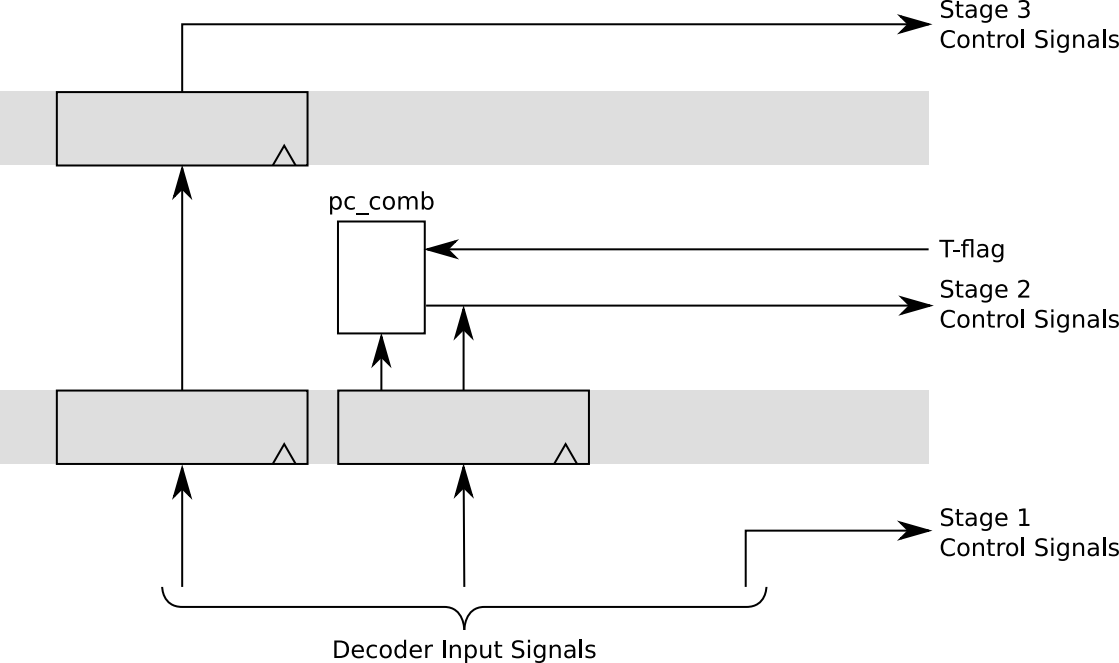 Stage 3
Control Signals
pc_comb
T-flag
Stage 2
Control Signals
Stage 1
Control Signals
Decoder Input Signals